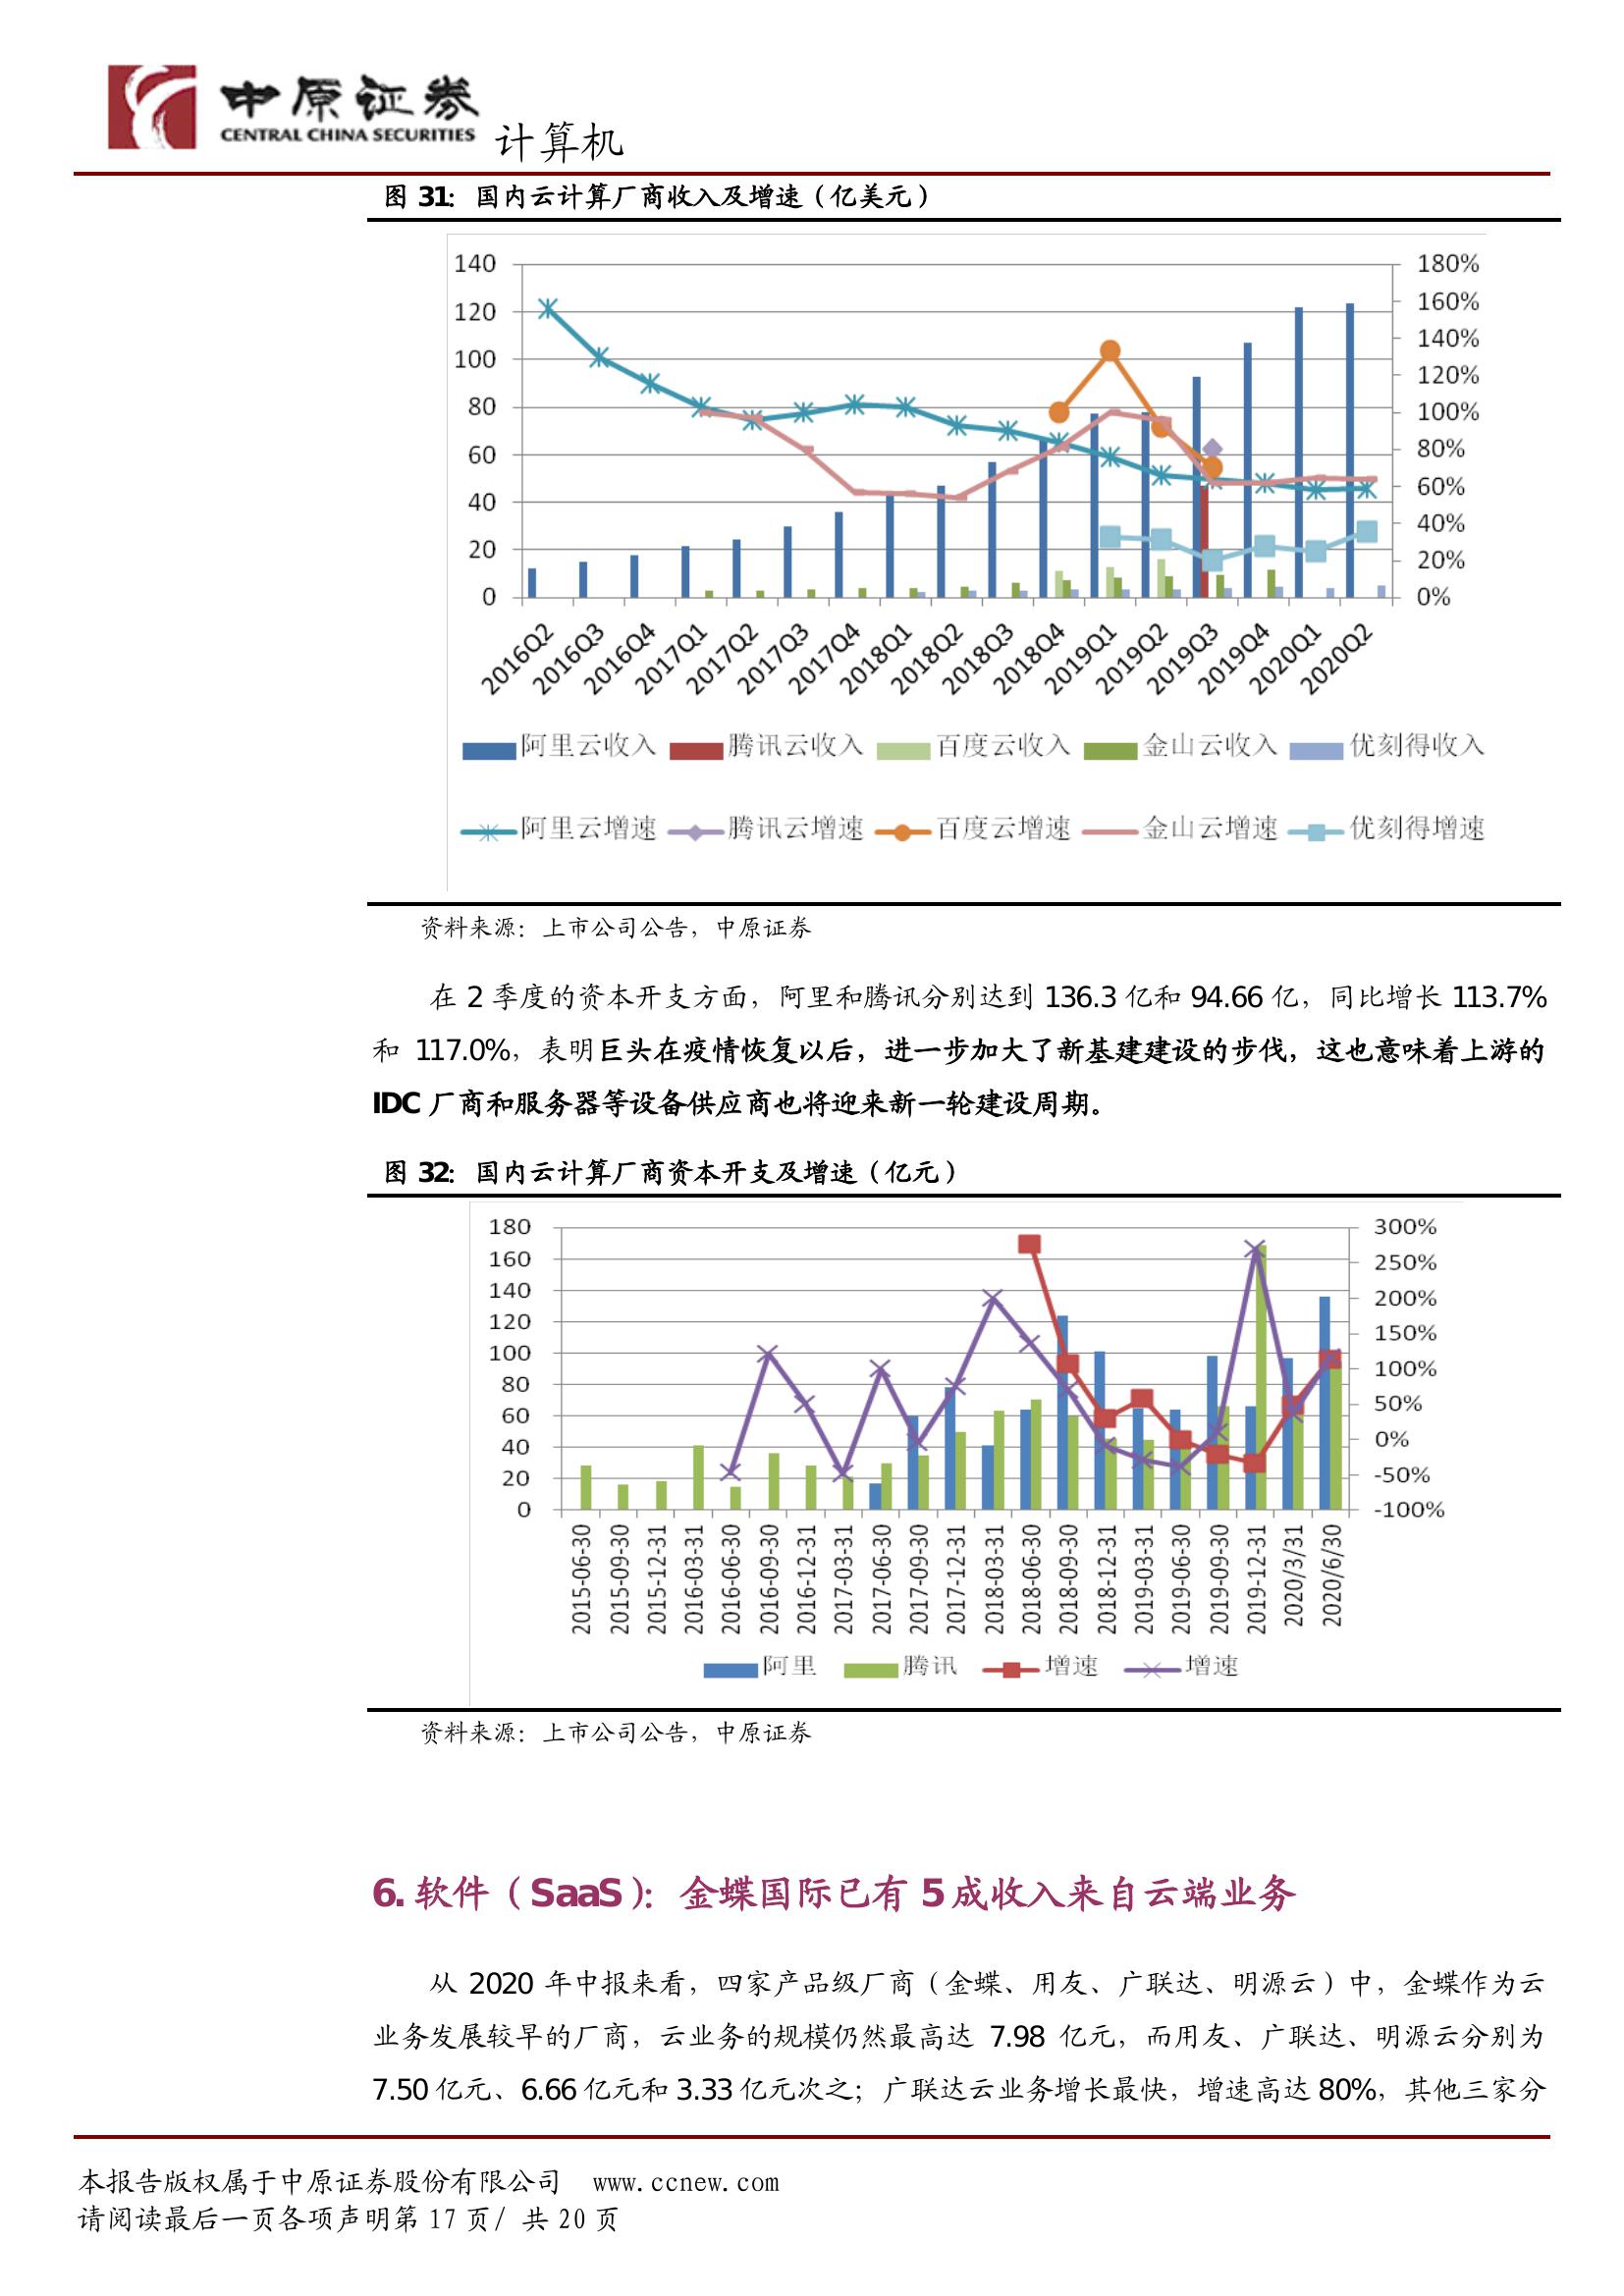 中原证券
CENTRAL CHINA SECURITIES
计算机
图 31：国内云计算厂商收入及增速（亿美元）
140
120
100
80
60
40
20
0
180%
160%
140%
120%
100%
80%
60%
40%
20%
0%
2016Q2
2016Q3
2016Q4
2017Q1
2017Q2
2017Q3
2017Q4
2018Q1
2018Q2
2018Q3
2018Q4
2019Q1
2019Q2
2019Q3
2019Q4
2020Q1
2020Q2
阿里云收入 腾讯云收入 百度云收入 金山云收入 优刻得收入
阿里云增速 腾讯云增速 百度云增速 金山云增速 优刻得增速
资料来源：上市公司公告，中原证券
在 2 季度的资本开支方面，阿里和腾讯分别达到 136.3 亿和 94.66 亿，同比增长 113.7%
和 117.0%，表明巨头在疫情恢复以后，进一步加大了新基建建设的步伐，这也意味着上游的
IDC 厂商和服务器等设备供应商也将迎来新一轮建设周期。
图 32：国内云计算厂商资本开支及增速（亿元）
180
160
140
120
100
80
60
40
20
0
300%
250%
200%
150%
100%
50%
0%
-50%
-100%
2015-06-30
2015-09-30
2015-12-31
2016-03-31
2016-06-30
2016-09-30
2016-12-31
2017-03-31
2017-06-30
2017-09-30
2017-12-31
2018-03-31
2018-06-30
2018-09-30
2018-12-31
2019-03-31
2019-06-30
2019-09-30
2019-12-31
2020/3/31
2020/6/30
阿里 腾讯 增速 增速
资料来源：上市公司公告，中原证券
6. 软件（SaaS）：金蝶国际已有 5 成收入来自云端业务
从 2020 年中报来看，四家产品级厂商（金蝶、用友、广联达、明源云）中，金蝶作为云
业务发展较早的厂商，云业务的规模仍然最高达 7.98 亿元，而用友、广联达、明源云分别为
7.50 亿元、6.66 亿元和 3.33 亿元次之；广联达云业务增长最快，增速高达 80%，其他三家分
本报告版权属于中原证券股份有限公司 www.ccnew.com
请阅读最后一页各项声明第 17 页/ 共 20 页